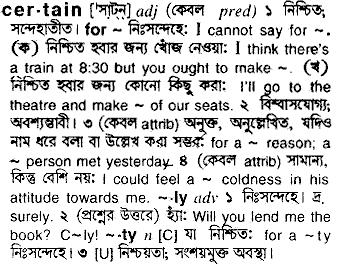 cer·tain ['সাটন্] adj (কেবল pred) ১ নিশ্চিত;
সন্দেহাতীত। for ~ নিঃসন্দেহে: I cannot say for ~.
(ক) নিশ্চিত হবার জন্য খোঁজ নেওয়া: I think there's
a train at 8:30 but you ought to make ~. (খ)
নিশ্চিত হবার জন্য কোনো কিছু করা: I'll go to the
theatre and make ~ of our seats. ২ বিশ্বাসযোগ্য;
অবশ্যম্ভাবী। ৩ (কেবল attrib) অনুক্ত, অনুল্লেখিত, যদিও
নাম ধরে বলা বা উল্লেখ করা সম্ভব: for a ~ reason; a
~ person met yesterday. ৪ (কেবল attrib) সামান্য,
কিন্তু বেশি নয়: I could feel a ~ coldness in his
attitude towards me. ~·ly adv ১ নিঃসন্দেহে। দ্র.
surely. ২ (প্রশ্নের উত্তরে) হ্যাঁ: Will you lend me the
book? C~ly! ~·ty n [C] যা নিশ্চিত: for a ~ty
নিঃসন্দেহে। ৩ [U] নিশ্চয়তা; সংশয়মুক্ত অবস্থা।